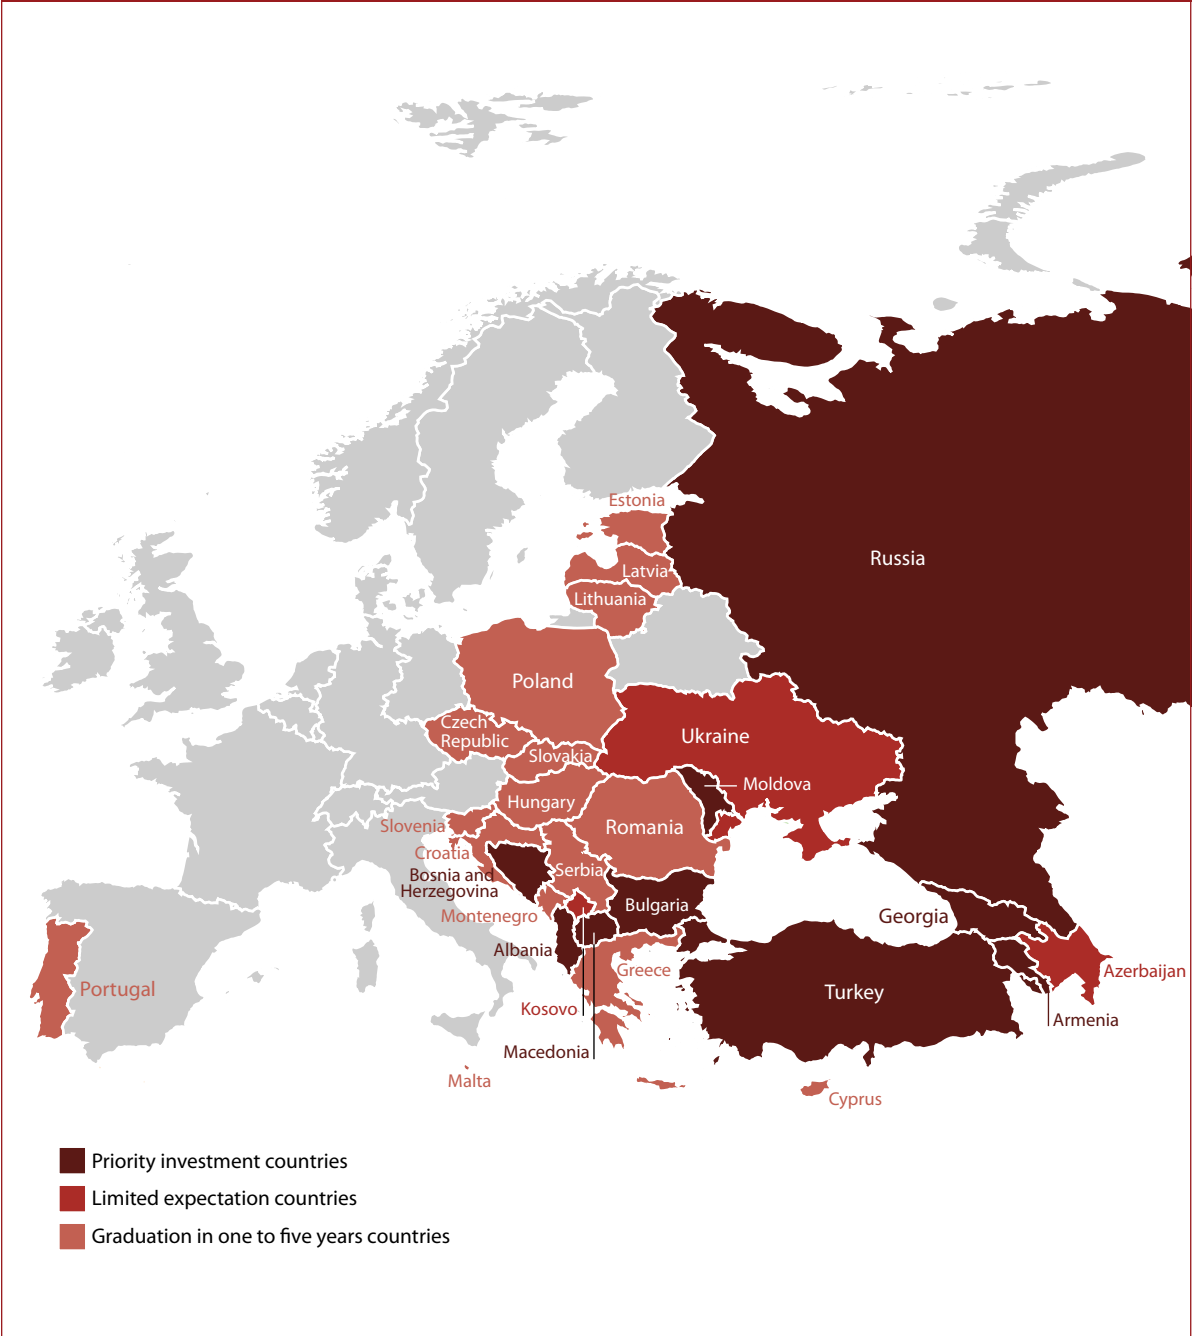 Estonia
Russia
Latvia
Lithuania
Poland
Czech
Republic
Ukraine
Slovakia
Moldova
Hungary
Slovenia
Romania
Croatia
Serbia
Bosnia and
Herzegovina
Bulgaria
Montenegro
Georgia
Albania
Greece
Azerbaijan
Portugal
Turkey
Kosovo
Armenia
Macedonia
Malta
Cyprus
Priority investment countries
Limited expectation countries
Graduation in one to five years countries